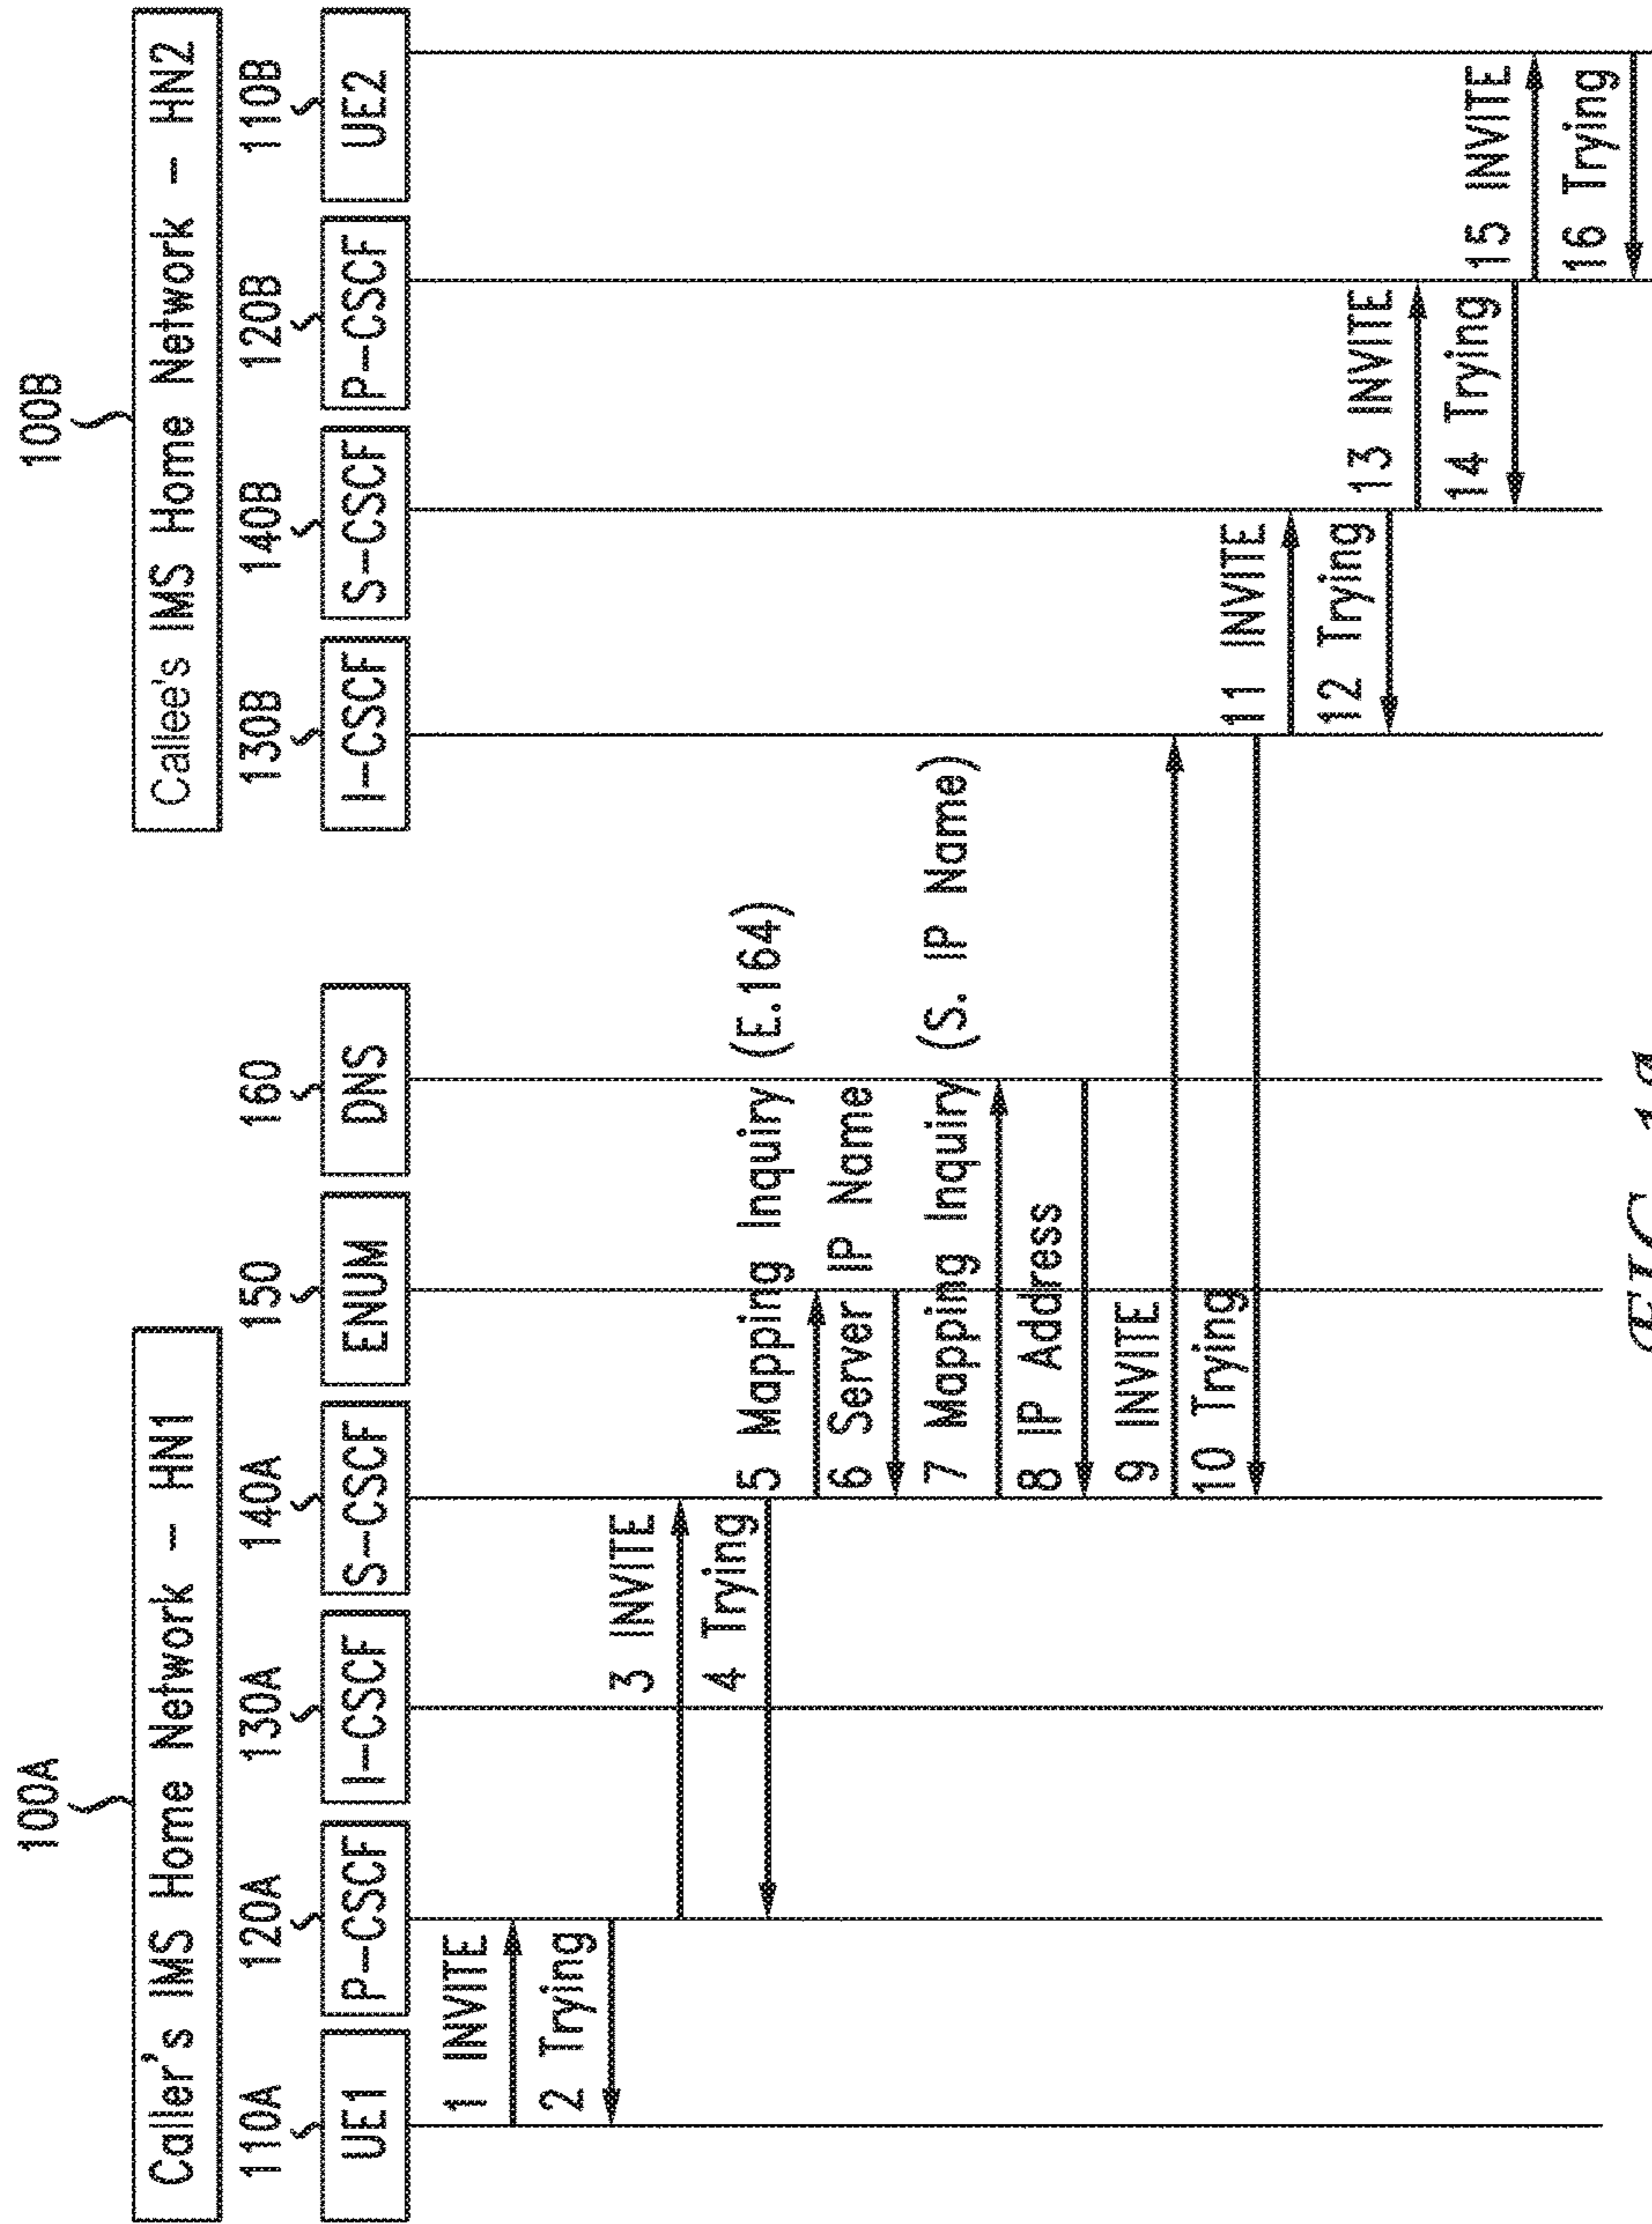 100A
100B
Caller's IMS Home Network - HN1
Callee's IMS Home Network - HN2
110A
120A
130A
140A
150
160
130B
140B
120B
110B
UE1
P-CSCF
I-CSCF
S-CSCF
ENUM
DNS
I-CSCF
S-CSCF
P-CSCF
UE2
1 INVITE
2 Trying
3 INVITE
4 Trying
5 Mapping Inquiry (E.164)
6 Server IP Name
7 Mapping Inquiry (S. IP Name)
8 IP Address
9 INVITE
10 Trying
11 INVITE
12 Trying
13 INVITE
14 Trying
15 INVITE
16 Trying